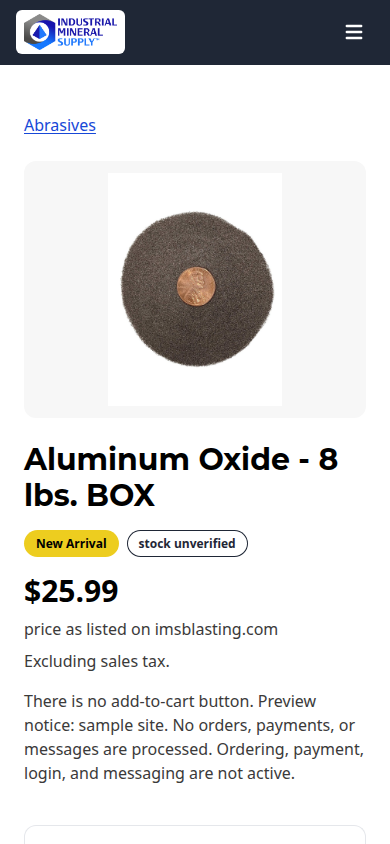 INDUSTRIAL
MINERAL
SUPPLY™
Abrasives
Aluminum Oxide - 8
lbs. BOX
New Arrival
stock unverified
$25.99
price as listed on imsblasting.com
Excluding sales tax.
There is no add-to-cart button. Preview
notice: sample site. No orders, payments, or
messages are processed. Ordering, payment,
login, and messaging are not active.